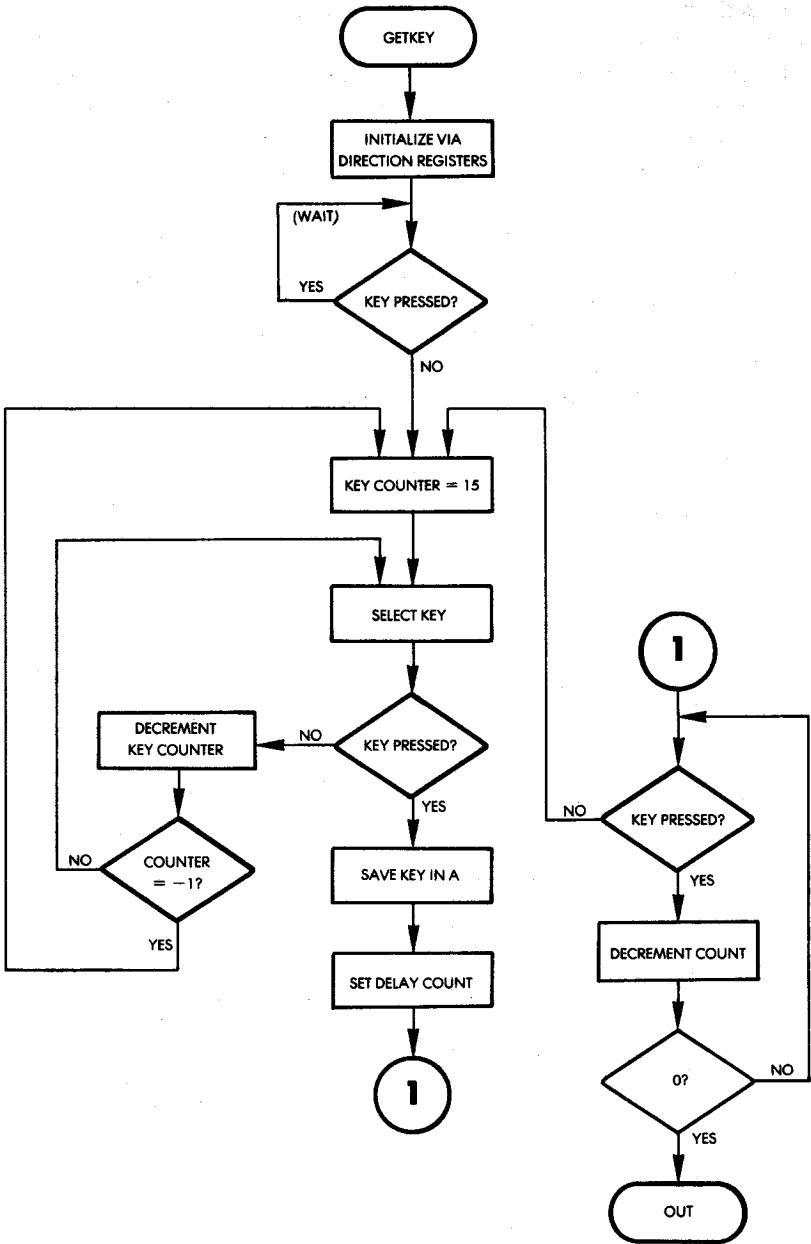 GETKEY
INITIALIZE VIA
DIRECTION REGISTERS
(WAIT)
YES
KEY PRESSED?
NO
KEY COUNTER = 15
SELECT KEY
DECREMENT
KEY COUNTER
NO
KEY PRESSED?
YES
NO
COUNTER
= −1?
YES
SAVE KEY IN A
SET DELAY COUNT
1
1
KEY PRESSED?
NO
YES
DECREMENT COUNT
0?
NO
YES
OUT